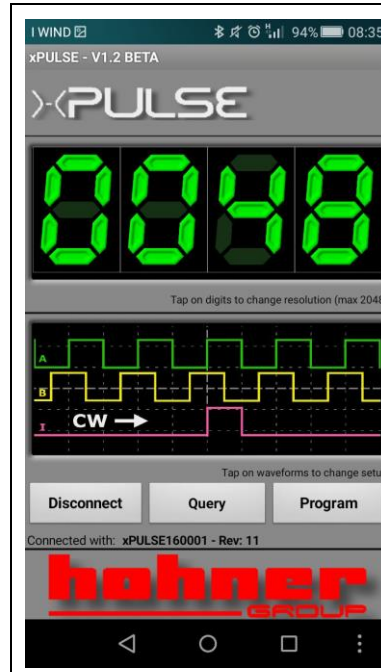 I WIND 94% 08:35
xPULSE - V1.2 BETA
›-‹PULSE
0048
Tap on digits to change resolution (max 2048
A
B
CW
I
Tap on waveforms to change setu
Disconnect Query Program
Connected with: xPULSE160001 - Rev: 11
hohner
GROUP